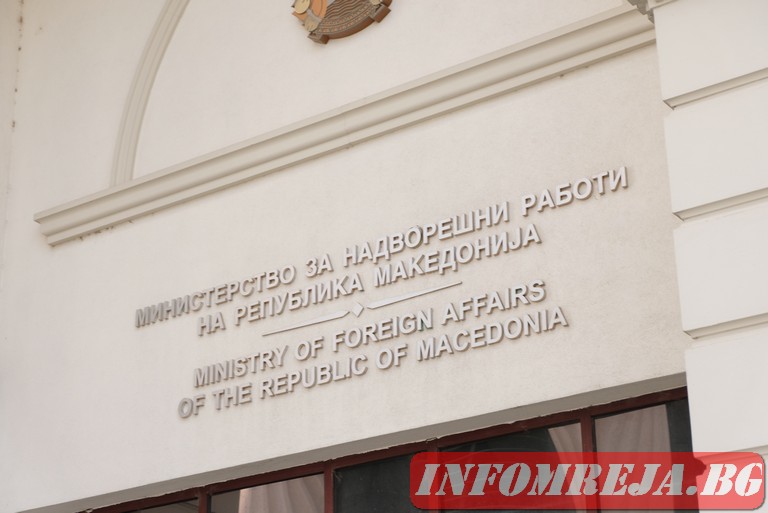 МИНИСТЕРСТВО ЗА НАДВОРЕШНИ РАБОТИ
НА РЕПУБЛИКА МАКЕДОНИЈА
MINISTRY OF FOREIGN AFFAIRS
OF THE REPUBLIC OF MACEDONIA
INFOMREJA.BG